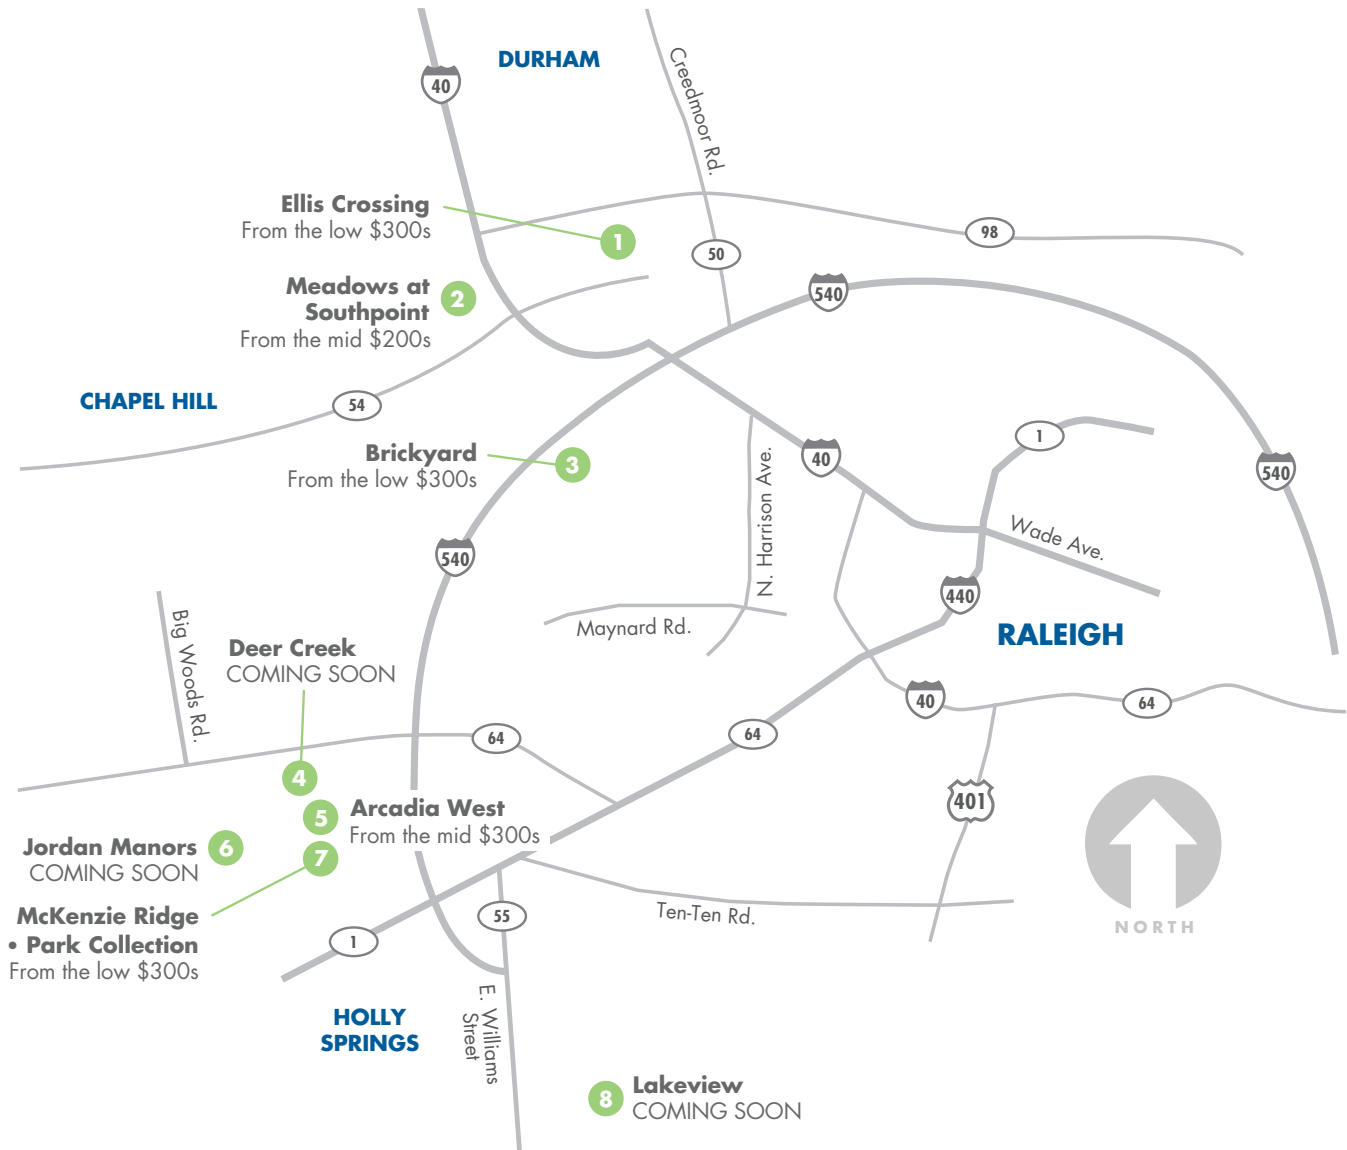 40
DURHAM
Creedmoor Rd.
Ellis Crossing
From the low $300s
1
98
50
Meadows at
Southpoint
From the mid $200s
2
540
CHAPEL HILL
54
1
Brickyard
From the low $300s
3
40
540
N. Harrison Ave.
Wade Ave.
540
440
Big Woods Rd.
Maynard Rd.
RALEIGH
Deer Creek
COMING SOON
40
64
64
64
4
401
5
Arcadia West
From the mid $300s
Jordan Manors
COMING SOON
6
7
McKenzie Ridge
• Park Collection
From the low $300s
55
Ten-Ten Rd.
NORTH
1
HOLLY
SPRINGS
E. Williams
Street
8
Lakeview
COMING SOON